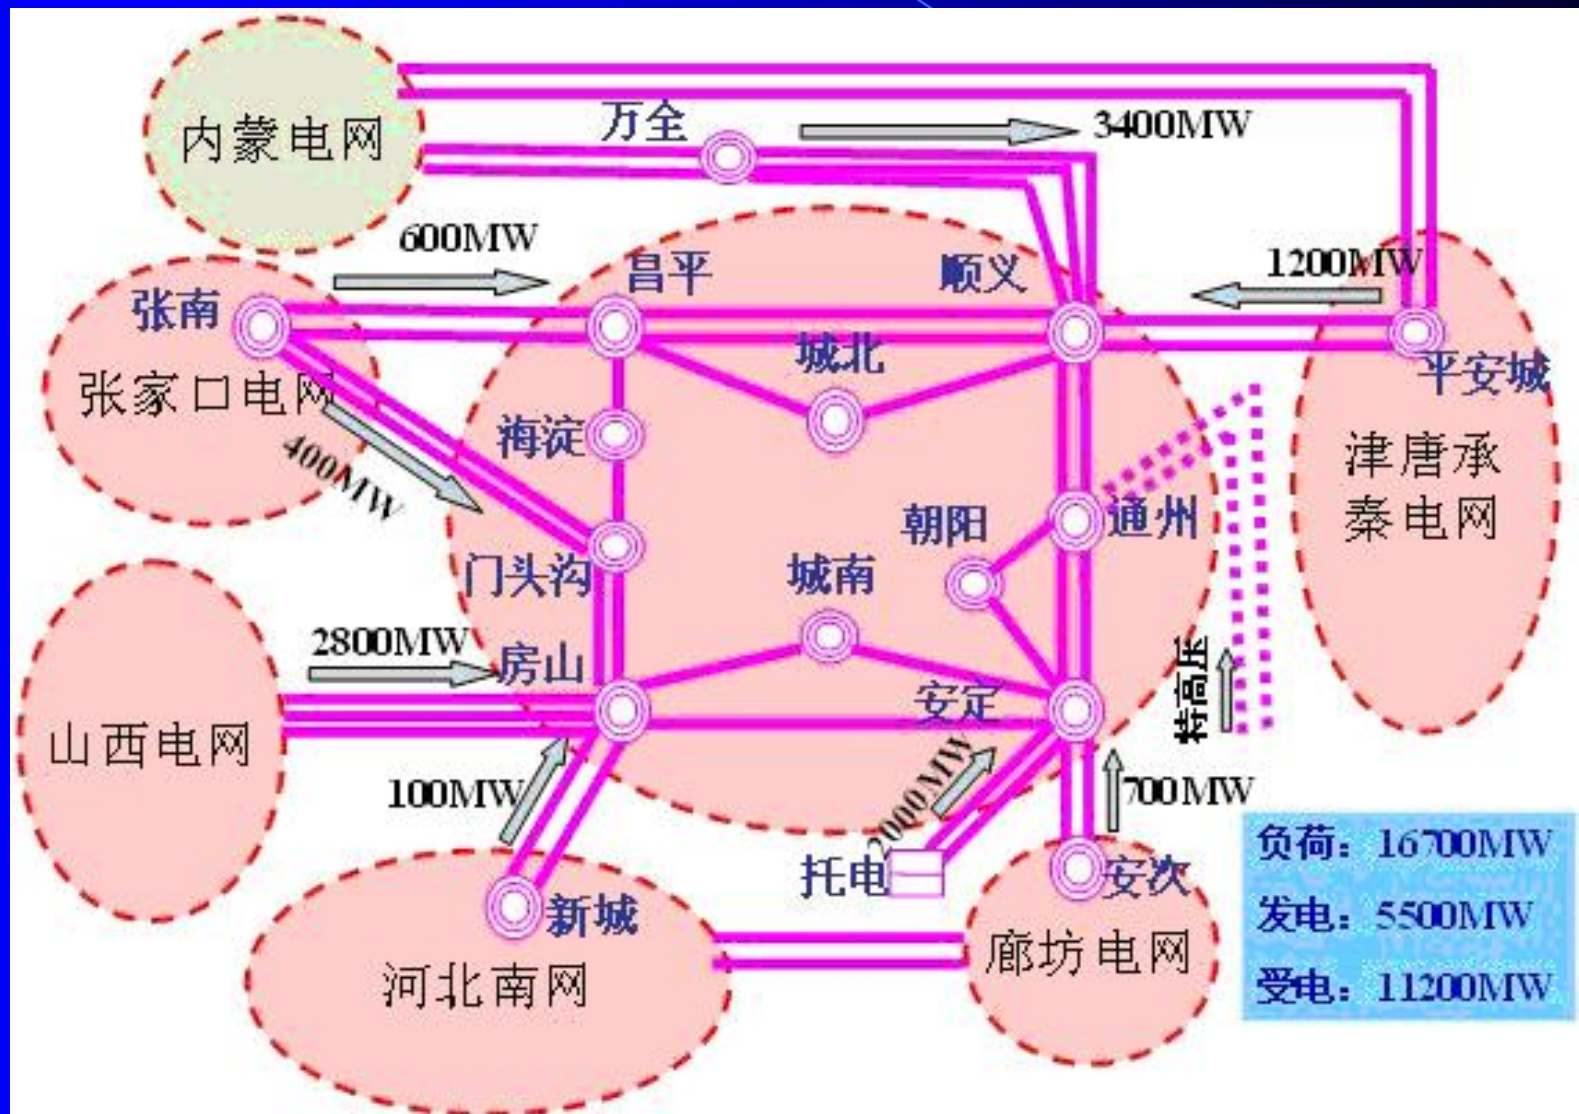 内蒙电网
万全
3400MW
600MW
昌平
顺义
1200MW
张南
城北
平安城
张家口电网
海淀
400MW
津唐承
秦电网
朝阳
通州
门头沟
城南
2800MW
房山
安定
特高压
山西电网
100MW
2000MW
700MW
托电
安次
新城
河北南网
廊坊电网
负荷：16700MW
发电：5500MW
受电：11200MW